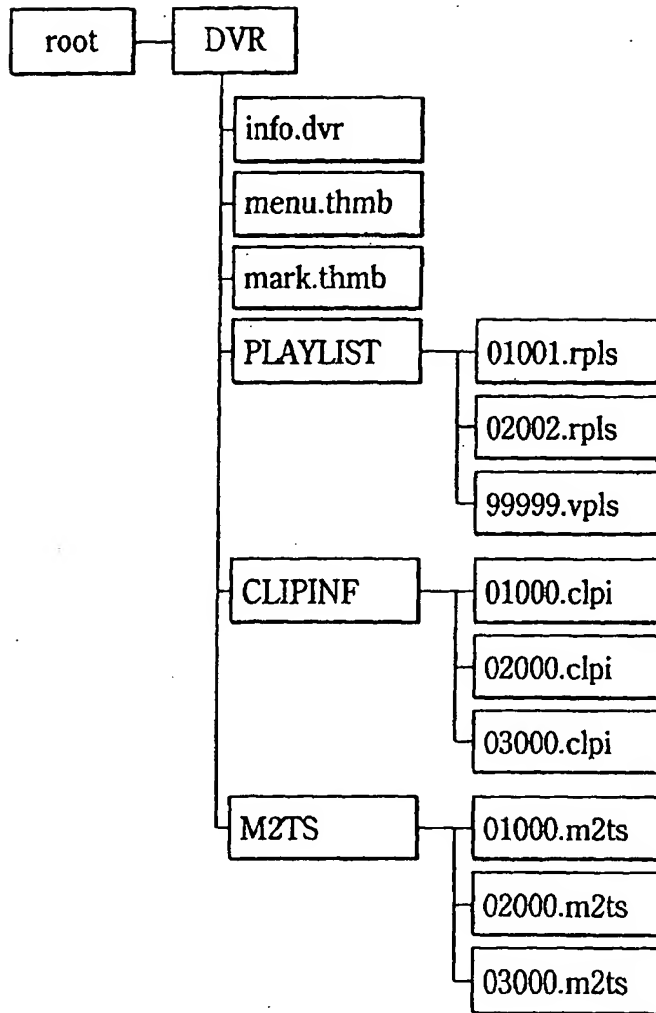 root DVR
info.dvr
menu.thmb
mark.thmb
PLAYLIST 01001.rpls
02002.rpls
99999.vpls
CLIPINF 01000.clpi
02000.clpi
03000.clpi
M2TS 01000.m2ts
02000.m2ts
03000.m2ts